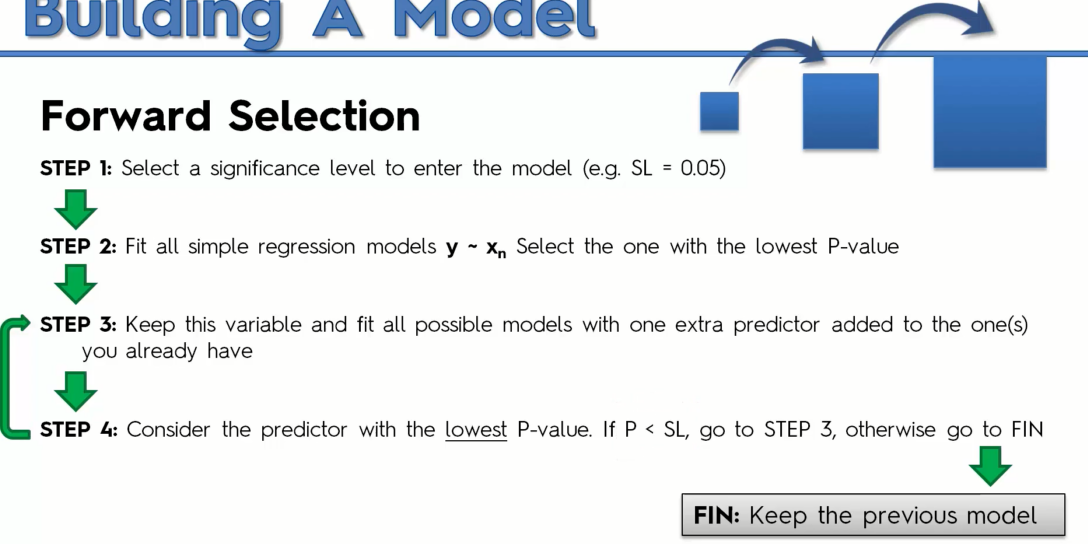 Building A Model
Forward Selection
STEP 1: Select a significance level to enter the model (e.g. SL = 0.05)
STEP 2: Fit all simple regression models y ~ xn Select the one with the lowest P-value
STEP 3: Keep this variable and fit all possible models with one extra predictor added to the one(s)
you already have
STEP 4: Consider the predictor with the lowest P-value. If P < SL, go to STEP 3, otherwise go to FIN
FIN: Keep the previous model